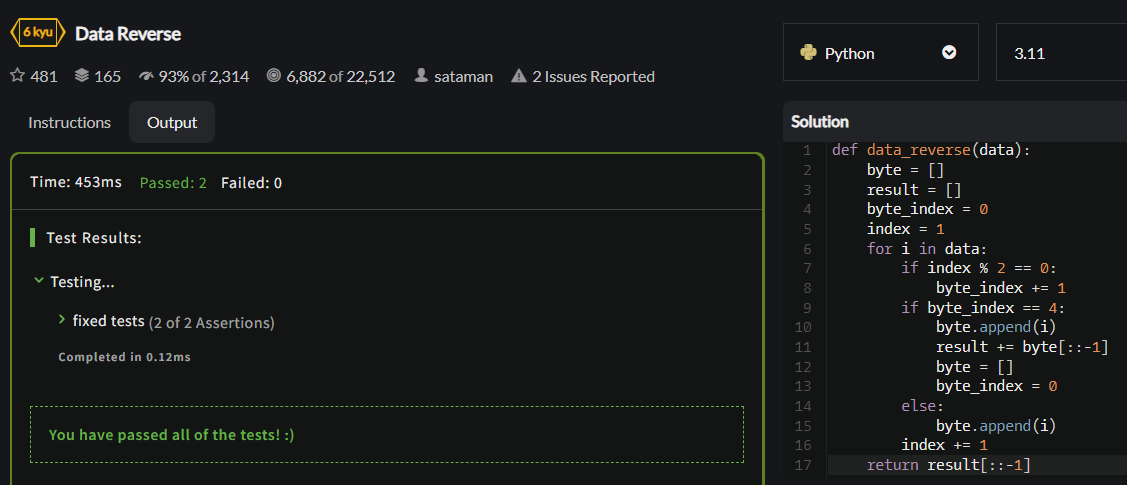 6 kyu Data Reverse
481 165 93% of 2,314 6,882 of 22,512 sataman 2 Issues Reported
Instructions Output
Time: 453ms Passed: 2 Failed: 0
Test Results:
Testing...
fixed tests (2 of 2 Assertions)
Completed in 0.12ms
You have passed all of the tests! :)
Python 3.11
Solution
1 def data_reverse(data):
2     byte = []
3     result = []
4     byte_index = 0
5     index = 1
6     for i in data:
7         if index % 2 == 0:
8             byte_index += 1
9         if byte_index == 4:
10             byte.append(i)
11             result += byte[::-1]
12             byte = []
13             byte_index = 0
14         else:
15             byte.append(i)
16         index += 1
17     return result[::-1]